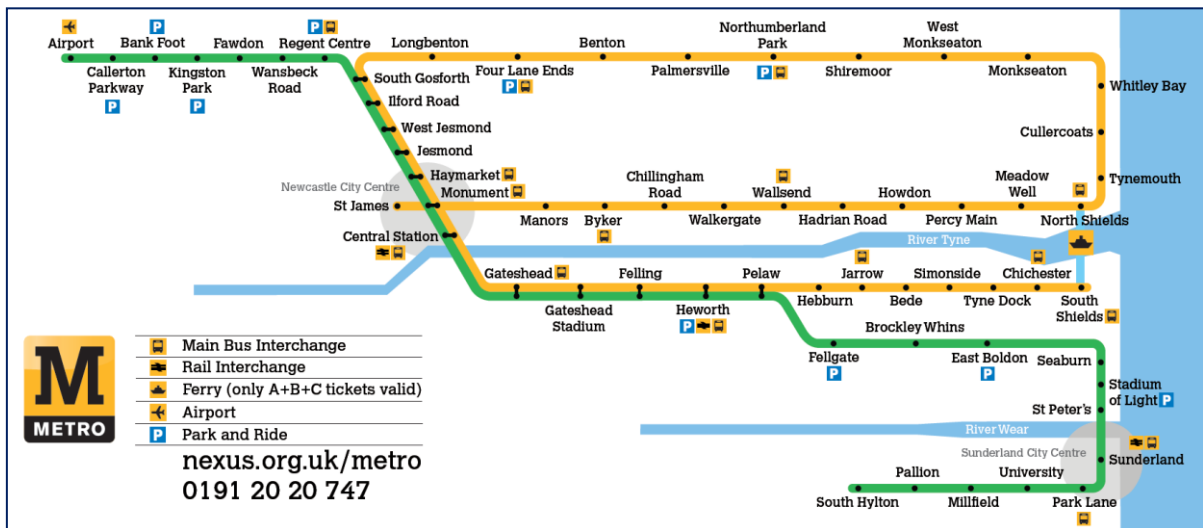 Airport
Callerton
Parkway
Bank Foot
Kingston
Park
Fawdon
Wansbeck
Road
Regent Centre
Longbenton
Four Lane Ends
Benton
Palmersville
Northumberland
Park
Shiremoor
West
Monkseaton
Monkseaton
Whitley Bay
Cullercoats
Tynemouth
South Gosforth
Ilford Road
West Jesmond
Jesmond
Haymarket
Newcastle City Centre
Monument
St James
Central Station
Manors
Byker
Chillingham
Road
Walkergate
Wallsend
Hadrian Road
Howdon
Percy Main
Meadow
Well
North Shields
River Tyne
Gateshead
Gateshead
Stadium
Felling
Heworth
Pelaw
Hebburn
Jarrow
Bede
Simonside
Tyne Dock
Chichester
South
Shields
Fellgate
Brockley Whins
East Boldon
Seaburn
Stadium
of Light
St Peter's
River Wear
Sunderland City Centre
Sunderland
Park Lane
University
Millfield
Pallion
South Hylton
M
METRO
Main Bus Interchange
Rail Interchange
Ferry (only A+B+C tickets valid)
Airport
P Park and Ride
nexus.org.uk/metro
0191 20 20 747